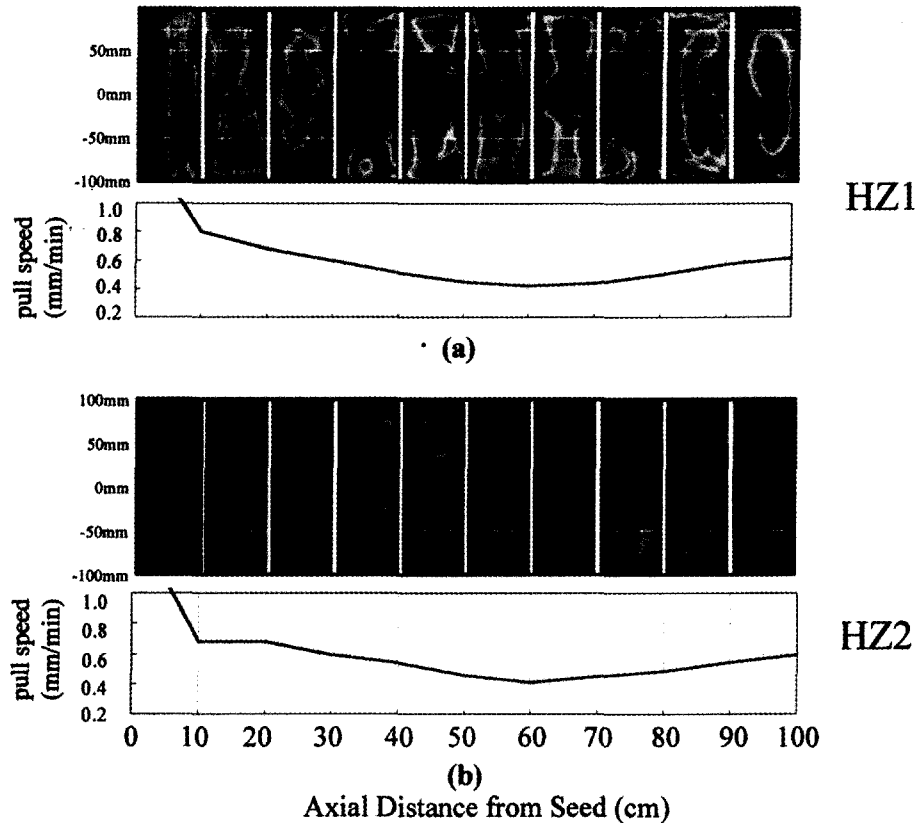 50mm
0mm
-50mm
-100mm
HZ1
1.0
0.8
0.6
0.4
0.2
pull speed
(mm/min)
(a)
100mm
50mm
0mm
-50mm
-100mm
HZ2
1.0
0.8
0.6
0.4
0.2
pull speed
(mm/min)
0 10 20 30 40 50 60 70 80 90 100
(b)
Axial Distance from Seed (cm)